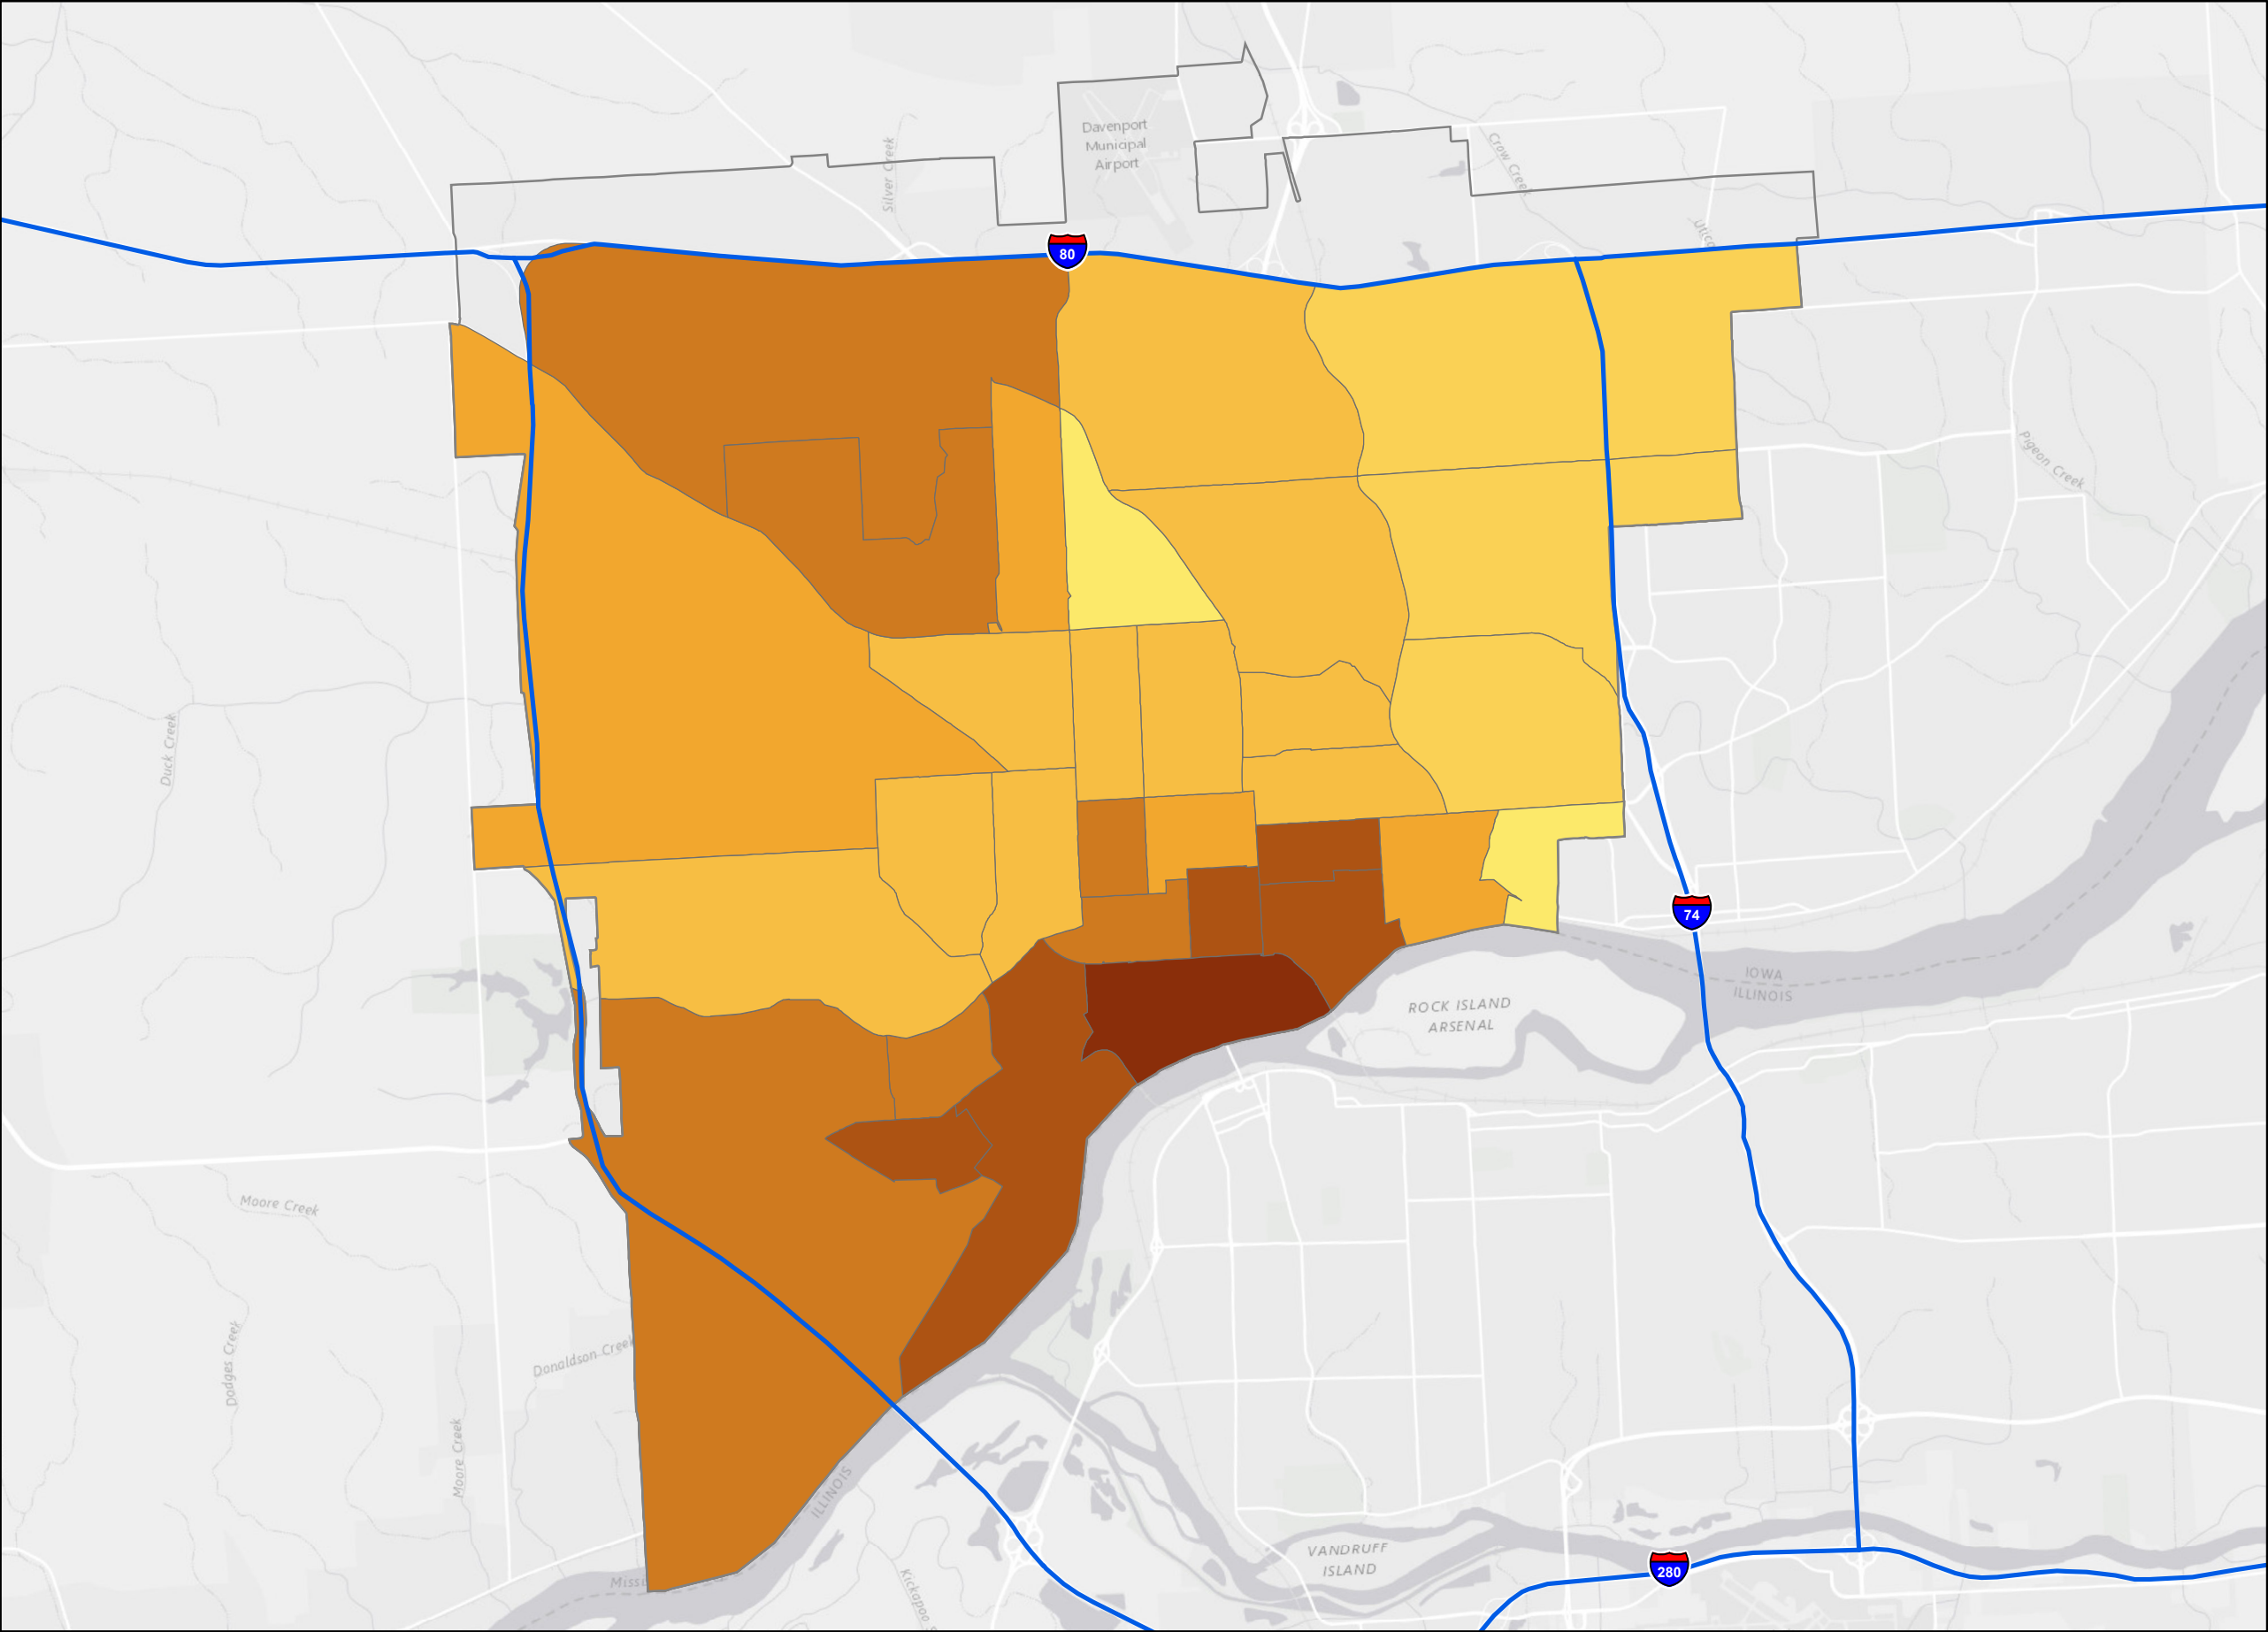 Davenport
Municipal
Airport
Silver Creek
Crow Creek
80
Pigeon Creek
Duck Creek
74
IOWA
ILLINOIS
ROCK ISLAND
ARSENAL
Moore Creek
Dodges Creek
Donaldson Creek
Moore Creek
ILLINOIS
VANDRUFF
ISLAND
280
Kickapoo